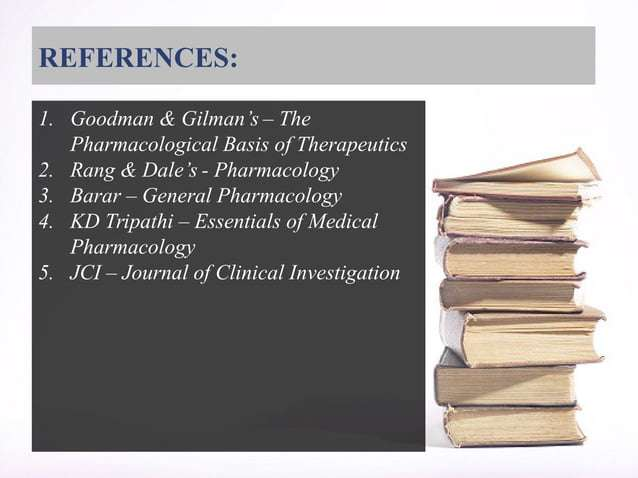 REFERENCES:
1. Goodman & Gilman’s – The
Pharmacological Basis of Therapeutics
2. Rang & Dale’s - Pharmacology
3. Barar – General Pharmacology
4. KD Tripathi – Essentials of Medical
Pharmacology
5. JCI – Journal of Clinical Investigation